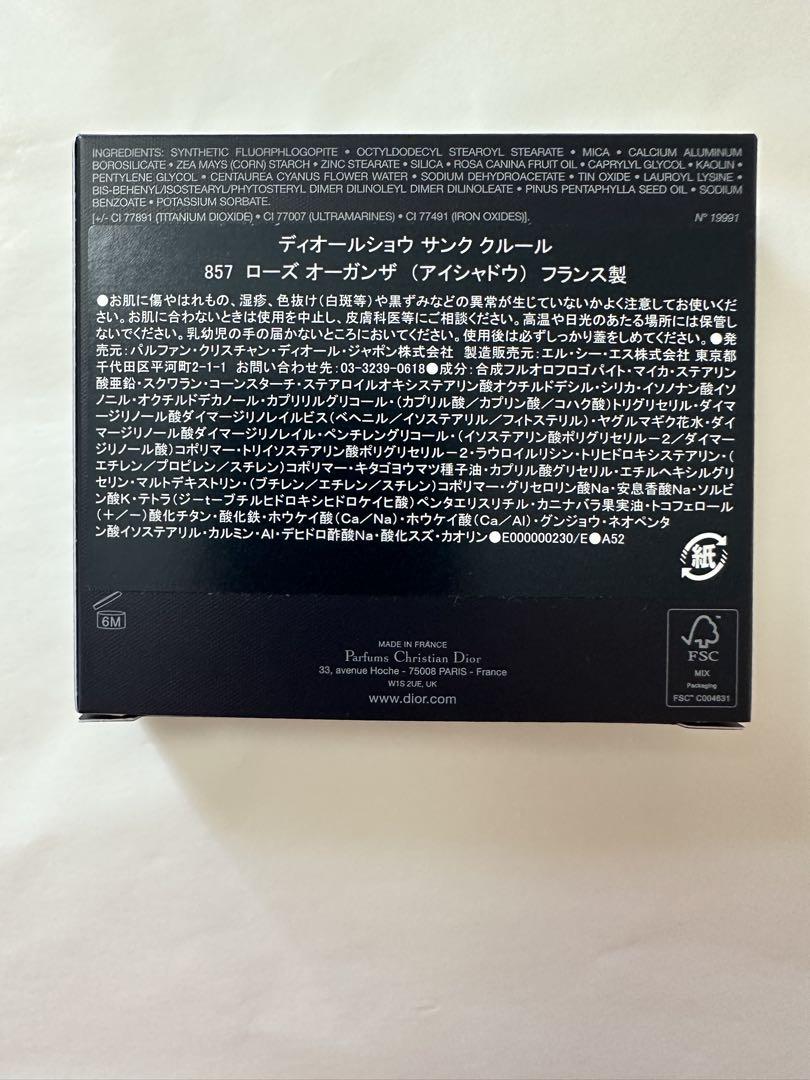 INGREDIENTS: SYNTHETIC FLUORPHLOGOPITE • OCTYLDODECYL STEAROYL STEARATE • MICA • CALCIUM ALUMINUM
BOROSILICATE • ZEA MAYS (CORN) STARCH • ZINC STEARATE • SILICA • ROSA CANINA FRUIT OIL • CAPRYLYL GLYCOL • KAOLIN •
PENTYLENE GLYCOL • CENTAUREA CYANUS FLOWER WATER • SODIUM DEHYDROACETATE • TIN OXIDE • LAUROYL LYSINE •
BIS-BEHENYL/ISOSTEARYL/PHYTOSTERYL DIMER DILINOLEYL DIMER DILINOLEATE • PINUS PENTAPHYLLA SEED OIL • SODIUM
BENZOATE • POTASSIUM SORBATE.
[+/- CI 77891 (TITANIUM DIOXIDE) • CI 77007 (ULTRAMARINES) • CI 77491 (IRON OXIDES)]. N° 19991
ディオールショウ サンク クルール
857 ローズ オーガンザ (アイシャドウ) フランス製
●お肌に傷やはれもの、湿疹、色抜け(白斑等)や黒ずみなどの異常が生じていないかよく注意してお使いくだ
さい。お肌に合わないときは使用を中止し、皮膚科医等にご相談ください。高温や日光のあたる場所には保管し
ないでください。乳幼児の手の届かないところにおいてください。使用後は必ずしっかり蓋をしめてください。●発
売元:パルファン・クリスチャン・ディオール・ジャポン株式会社 製造販売元:エル・シー・エス株式会社 東京都
千代田区平河町2-1-1 お問い合わせ先:03-3239-0618●成分:合成フルオロフロゴパイト・マイカ・ステアリン
酸亜鉛・スクワラン・コーンスターチ・ステアロイルオキシステアリン酸オクチルドデシル・シリカ・イソノナン酸イソ
ノニル・オクチルドデカノール・カプリリルグリコール・(カプリル酸/カプリン酸/コハク酸)トリグリセリル・ダイマ
ージリノール酸ダイマージリノレイルビス(ベヘニル/イソステアリル/フィトステリル)・ヤグルマギク花水・ダイ
マージリノール酸ダイマージリノレイル・ペンチレングリコール・(イソステアリン酸ポリグリセリル-2/ダイマー
ジリノール酸)コポリマー・トリイソステアリン酸ポリグリセリル-2・ラウロイルリシン・トリヒドロキシステアリン・(
エチレン/プロピレン/スチレン)コポリマー・キタゴヨウマツ種子油・カプリル酸グリセリル・エチルヘキシルグリ
セリン・マルトデキストリン・(ブチレン/エチレン/スチレン)コポリマー・グリセロリン酸Na・安息香酸Na・ソルビ
ン酸K・テトラ(ジーt-ブチルヒドロキシヒドロケイヒ酸)ペンタエリスリチル・カニナバラ果実油・トコフェロール
(+/-)酸化チタン・酸化鉄・ホウケイ酸(Ca/Na)・ホウケイ酸(Ca/Al)・グンジョウ・ネオペンタ
ン酸イソステアリル・カルミン・Al・デヒドロ酢酸Na・酸化スズ・カオリン●E000000230/E●A52
紙
6M
MADE IN FRANCE
Parfums Christian Dior
33, avenue Hoche - 75008 PARIS - France
W1S 2UE, UK
www.dior.com
FSC
MIX
Packaging
FSC™ C004631